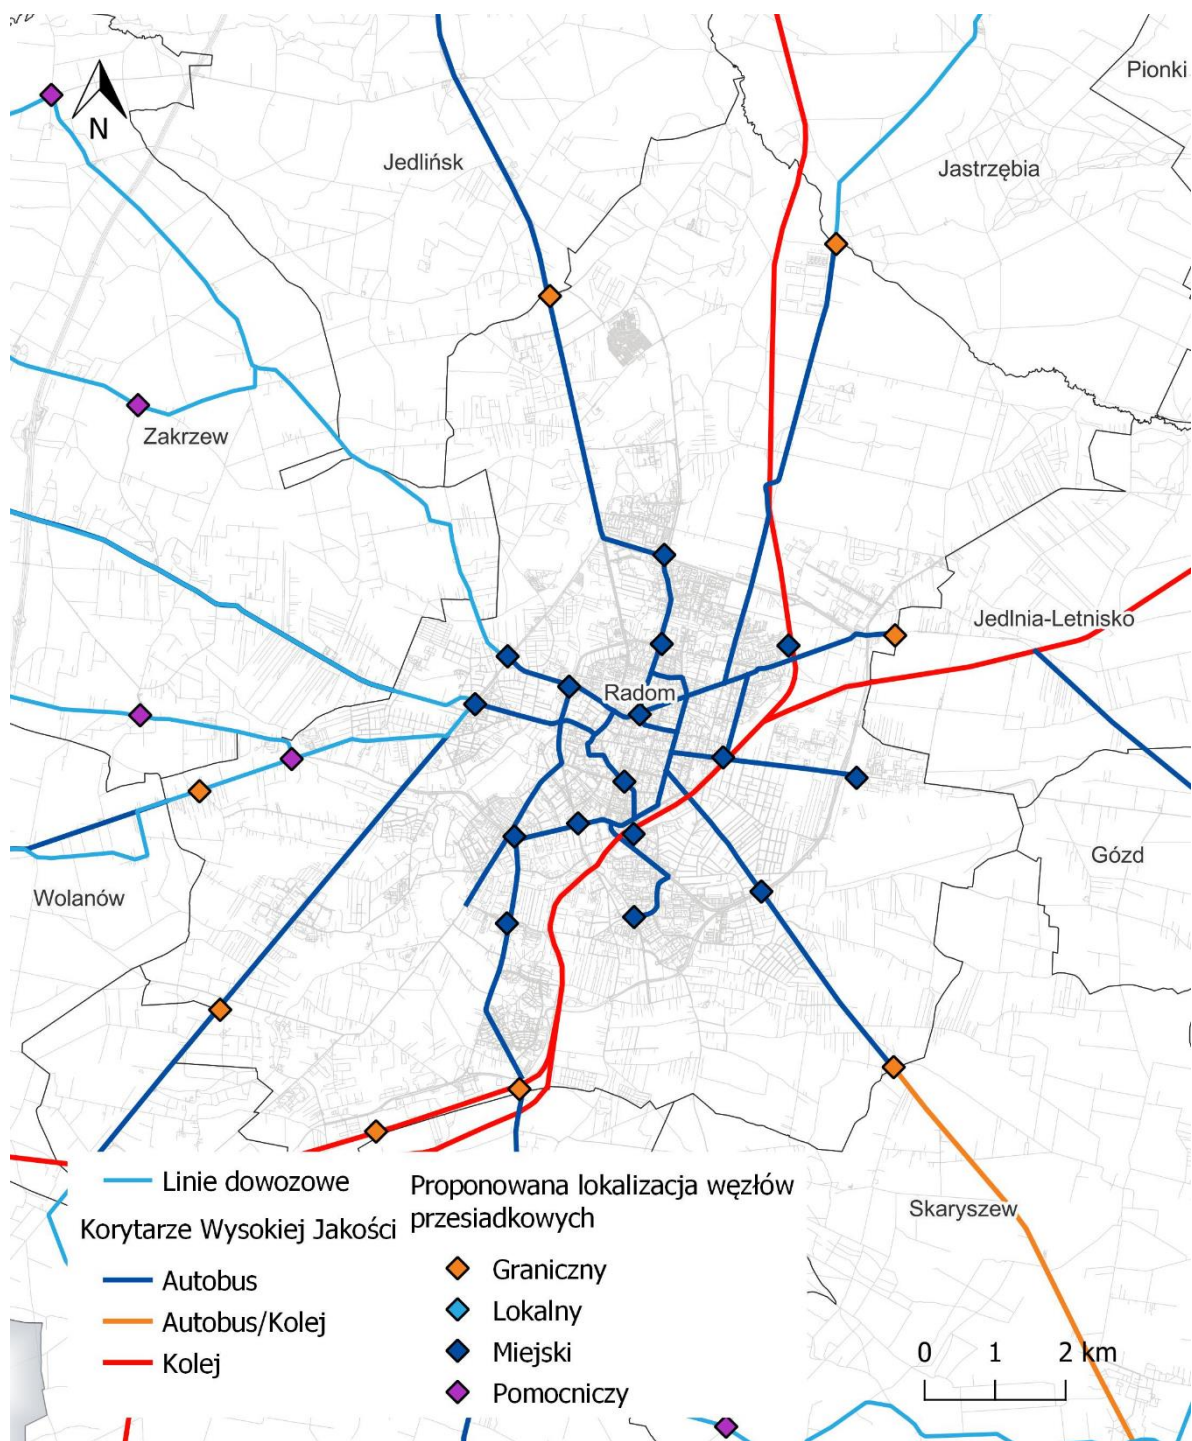 Pionki
N
Jedlińsk
Jastrzębia
Zakrzew
Jedlnia-Letnisko
Radom
Gózd
Wolanów
Skaryszew
Linie dowozowe
Korytarze Wysokiej Jakości
Autobus
Autobus/Kolej
Kolej
Proponowana lokalizacja węzłów
przesiadkowych
Graniczny
Lokalny
Miejski
Pomocniczy
0 1 2 km